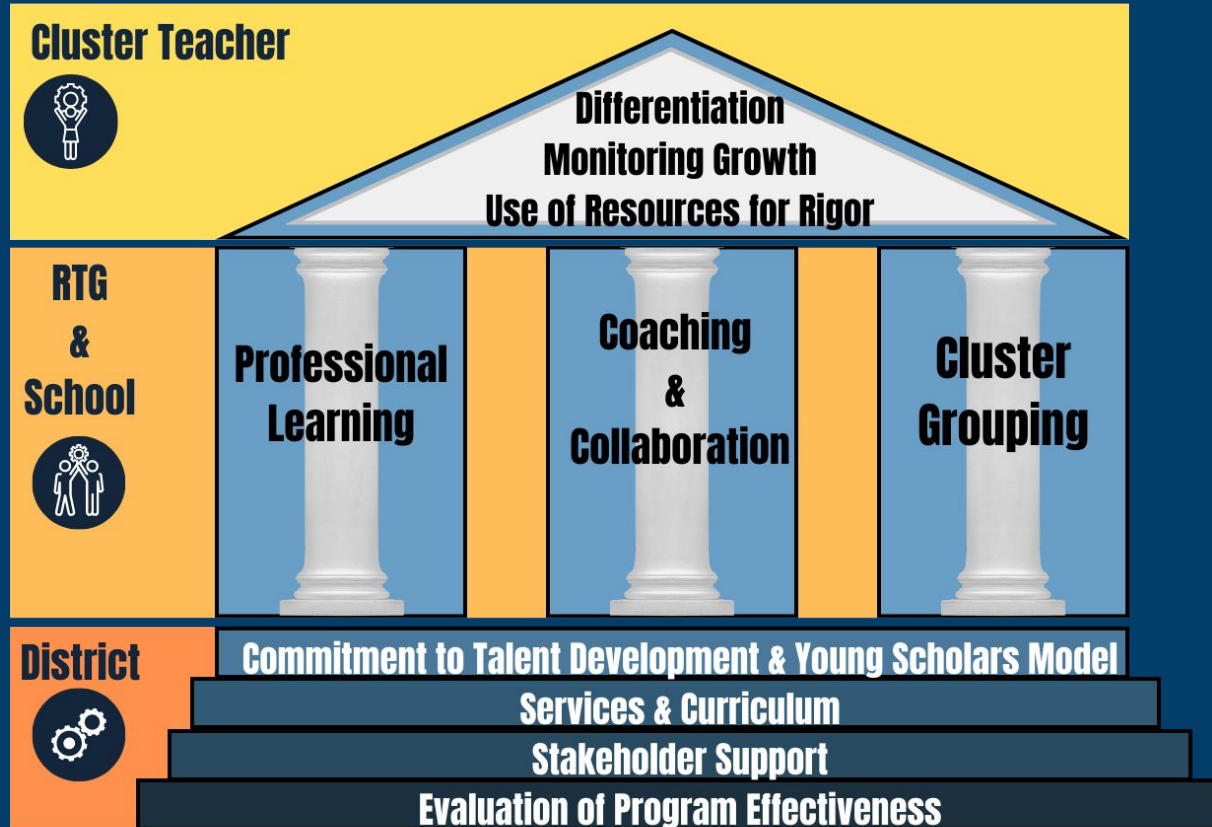 Cluster Teacher
Differentiation
Monitoring Growth
Use of Resources for Rigor
RTG
&
School
Professional
Learning
Coaching
&
Collaboration
Cluster
Grouping
District
Commitment to Talent Development & Young Scholars Model
Services & Curriculum
Stakeholder Support
Evaluation of Program Effectiveness